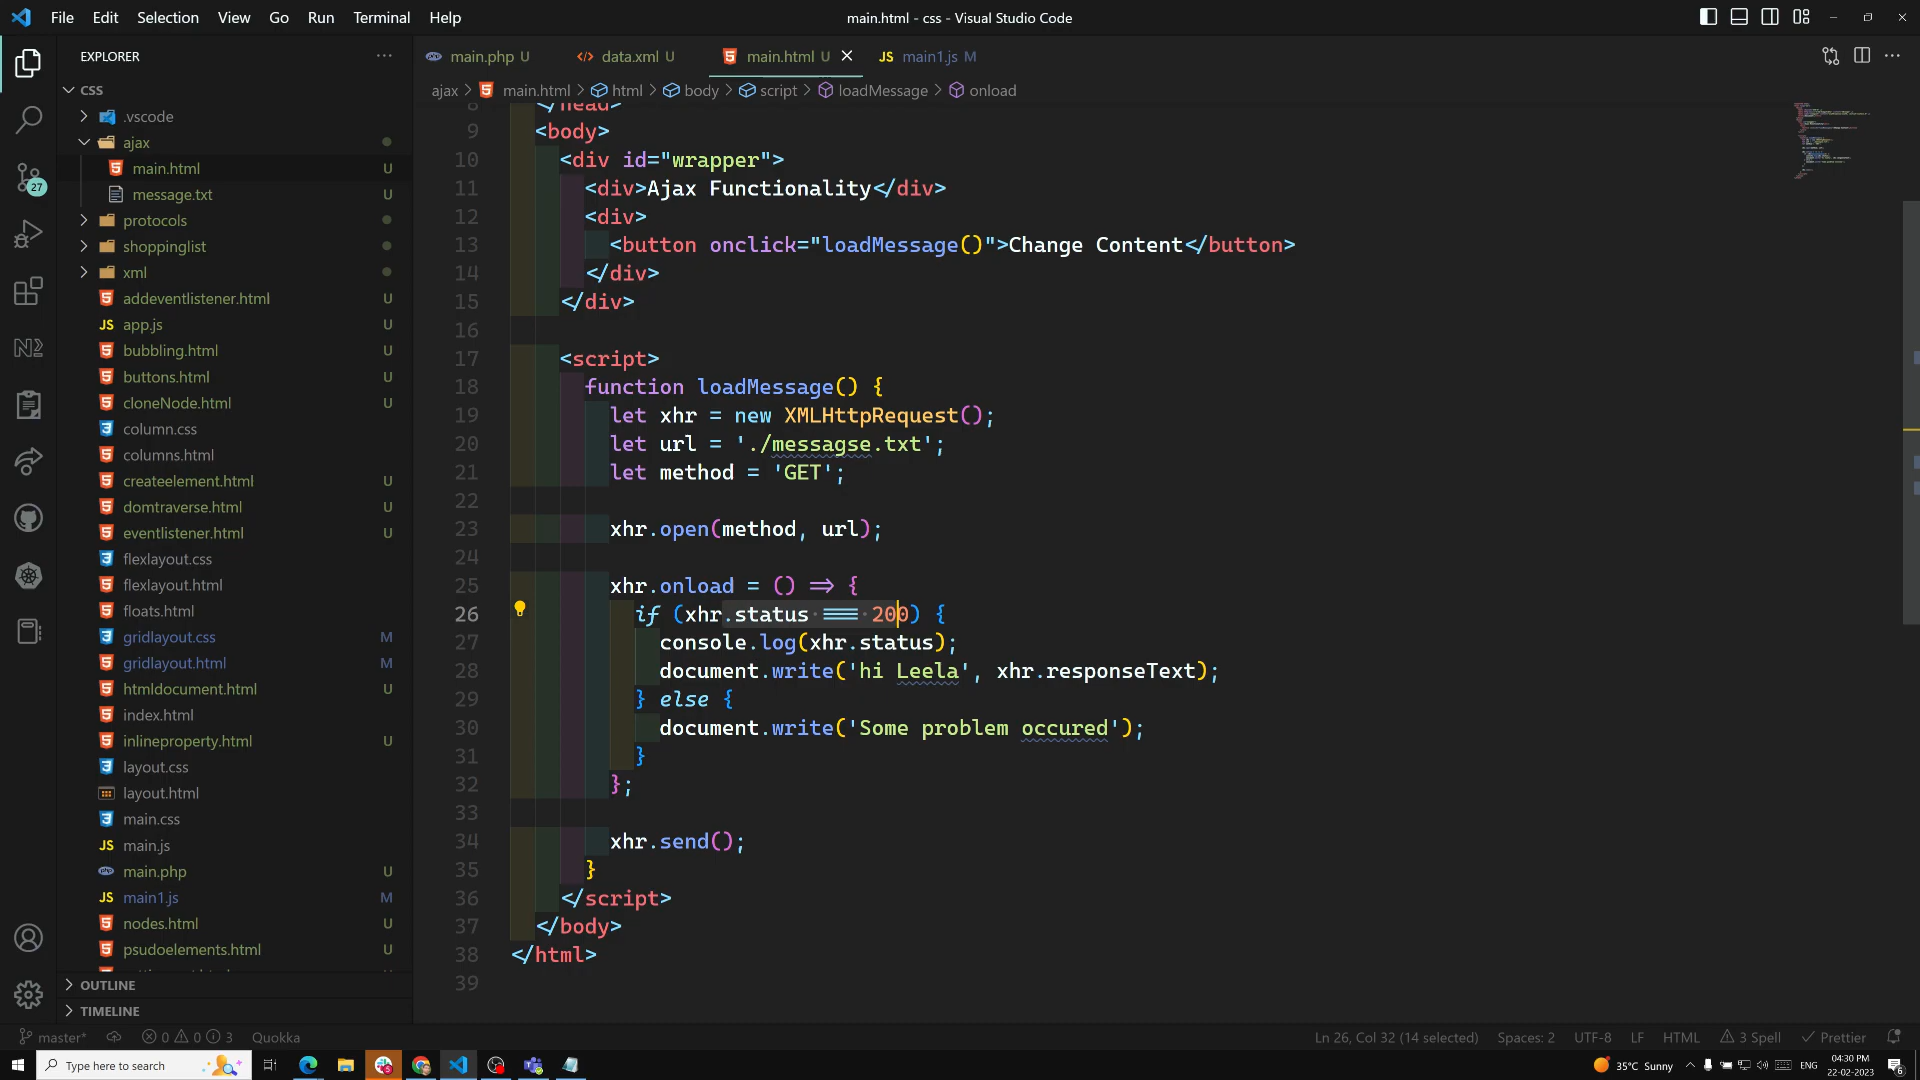 File Edit Selection View Go Run Terminal Help
main.html - css - Visual Studio Code
EXPLORER
CSS
.vscode
ajax
main.html U
message.txt U
protocols
shoppinglist
xml
addeventlistener.html U
app.js U
bubbling.html U
buttons.html U
cloneNode.html U
column.css
columns.html
createelement.html U
domtraverse.html U
eventlistener.html U
flexlayout.css
flexlayout.html
floats.html
gridlayout.css M
gridlayout.html M
htmldocument.html U
index.html
inlineproperty.html U
layout.css
layout.html
main.css
main.js
main.php U
main1.js M
nodes.html U
psudoelements.html U
OUTLINE
TIMELINE
27
main.php U data.xml U main.html U JS main1.js M
ajax > main.html > html > body > script > loadMessage > onload
8 </head>
9 <body>
10 <div id="wrapper">
11 <div>Ajax Functionality</div>
12 <div>
13 <button onclick="loadMessage()">Change Content</button>
14 </div>
15 </div>
16
17 <script>
18 function loadMessage() {
19 let xhr = new XMLHttpRequest();
20 let url = './messagse.txt';
21 let method = 'GET';
22
23 xhr.open(method, url);
24
25 xhr.onload = () => {
26 if (xhr.status === 200) {
27 console.log(xhr.status);
28 document.write('hi Leela', xhr.responseText);
29 } else {
30 document.write('Some problem occured');
31 }
32 };
33
34 xhr.send();
35 }
36 </script>
37 </body>
38 </html>
39
master* 0 0 3 Quokka
Ln 26, Col 32 (14 selected) Spaces: 2 UTF-8 LF HTML 3 Spell Prettier
Type here to search
35°C Sunny ENG 04:30 PM
22-02-2023
6